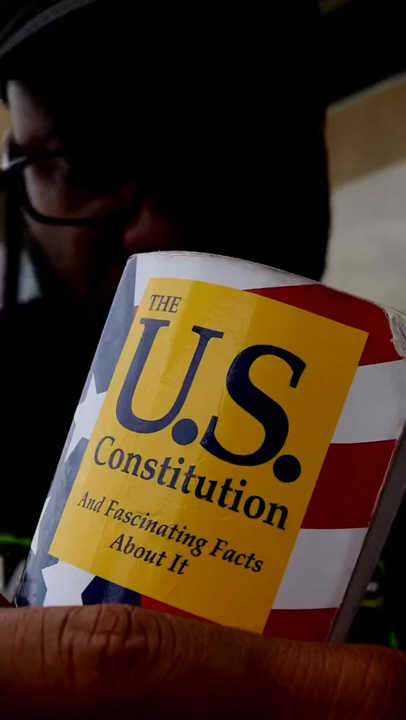 THE
U.S.
Constitution
And Fascinating Facts
About It